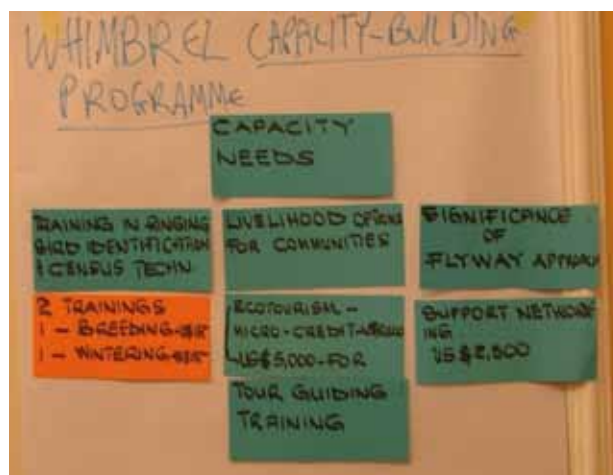 WHIMBREL CAPACITY-BUILDING
PROGRAMME
CAPACITY
NEEDS
TRAINING IN RINGING
BIRD IDENTIFICATION
& CENSUS TECHN.
LIVELIHOOD OPTIONS
FOR COMMUNITIES
SIGNIFICANCE
OF
FLYWAY
2 TRAININGS
1 - BREEDING
1 - WINTERING
ECOTOURISM -
MICRO-CREDIT
US$5,000 - FOR
TOUR GUIDING
TRAINING
SUPPORT NETWORK
ING
US$2,500